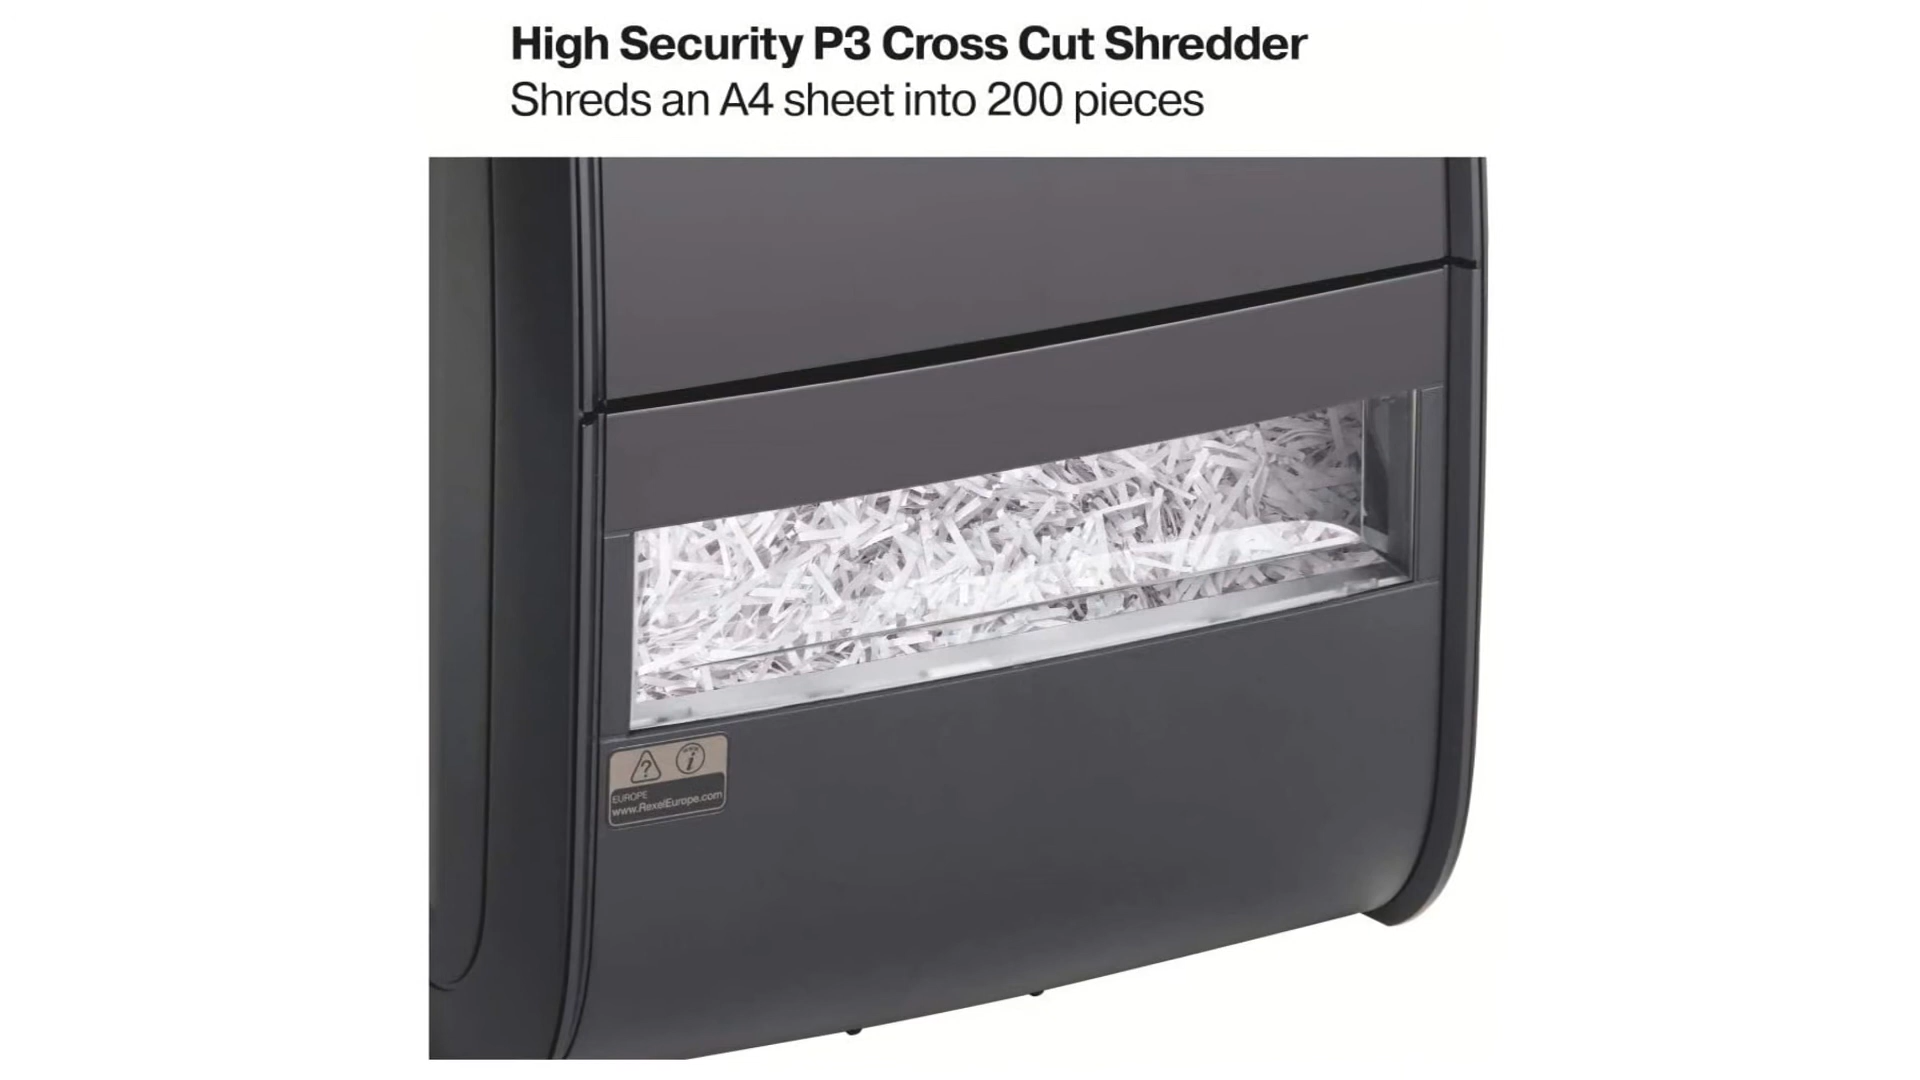 High Security P3 Cross Cut Shredder
Shreds an A4 sheet into 200 pieces
EUROPE
www.RexelEurope.com